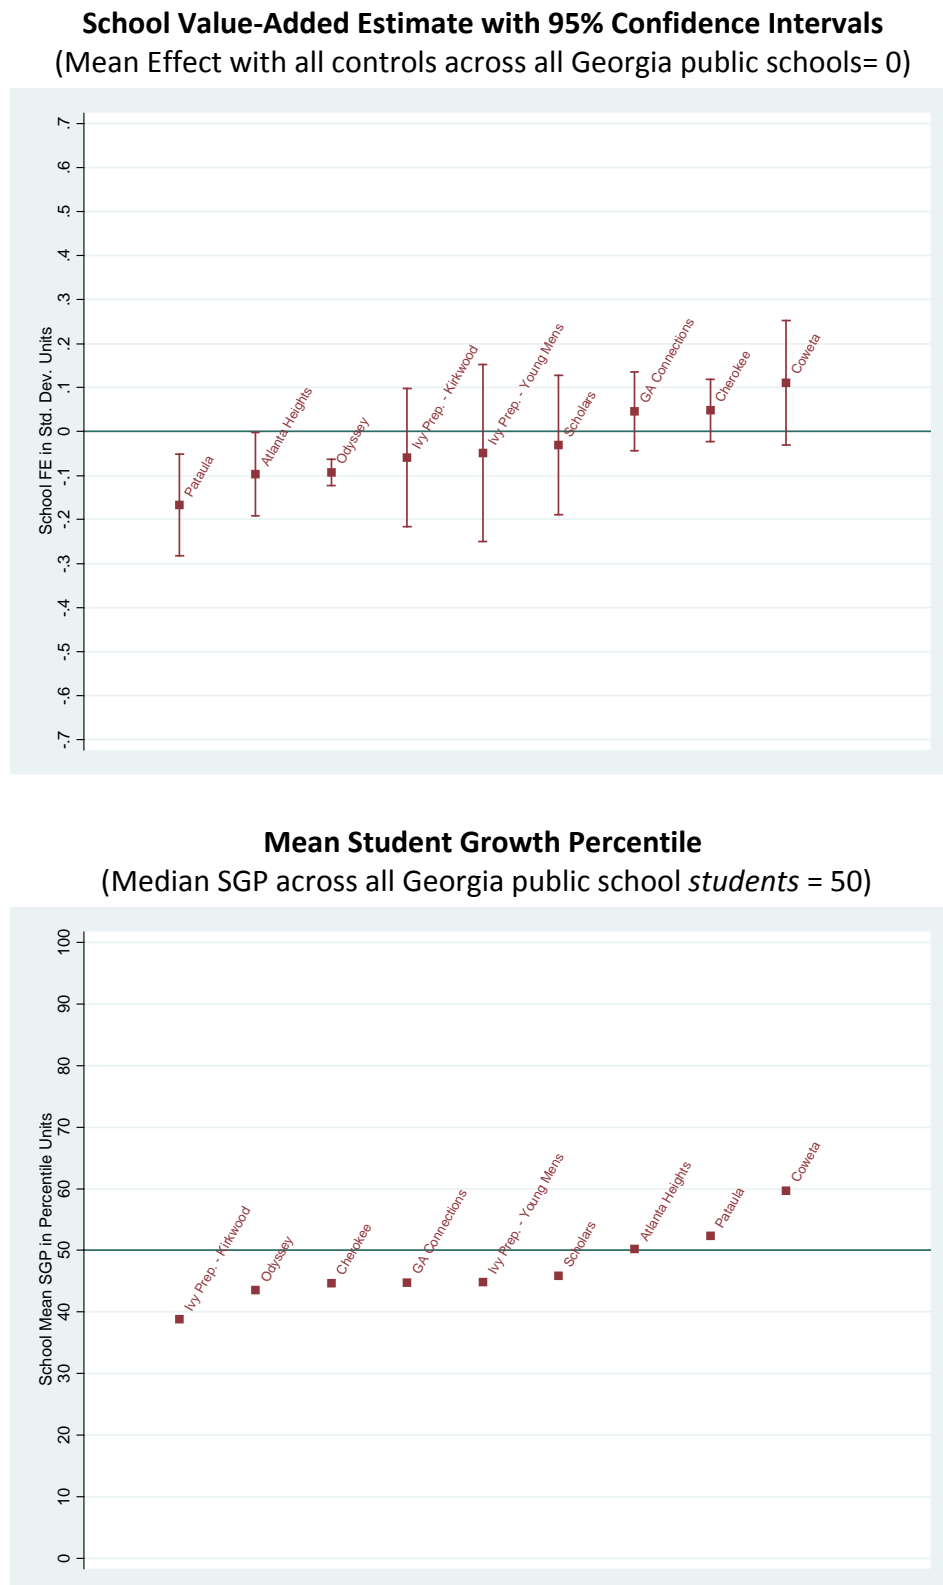 School Value-Added Estimate with 95% Confidence Intervals
(Mean Effect with all controls across all Georgia public schools= 0)
School FE in Std. Dev. Units
.7
.6
.5
.4
.3
.2
.1
0
-.1
-.2
-.3
-.4
-.5
-.6
-.7
Pataula
Atlanta Heights
Odyssey
Ivy Prep. - Kirkwood
Ivy Prep. - Young Mens
Scholars
GA Connections
Cherokee
Coweta
Mean Student Growth Percentile
(Median SGP across all Georgia public school students = 50)
School Mean SGP in Percentile Units
100
90
80
70
60
50
40
30
20
10
0
Ivy Prep. - Kirkwood
Odyssey
Cherokee
GA Connections
Ivy Prep. - Young Mens
Scholars
Atlanta Heights
Pataula
Coweta